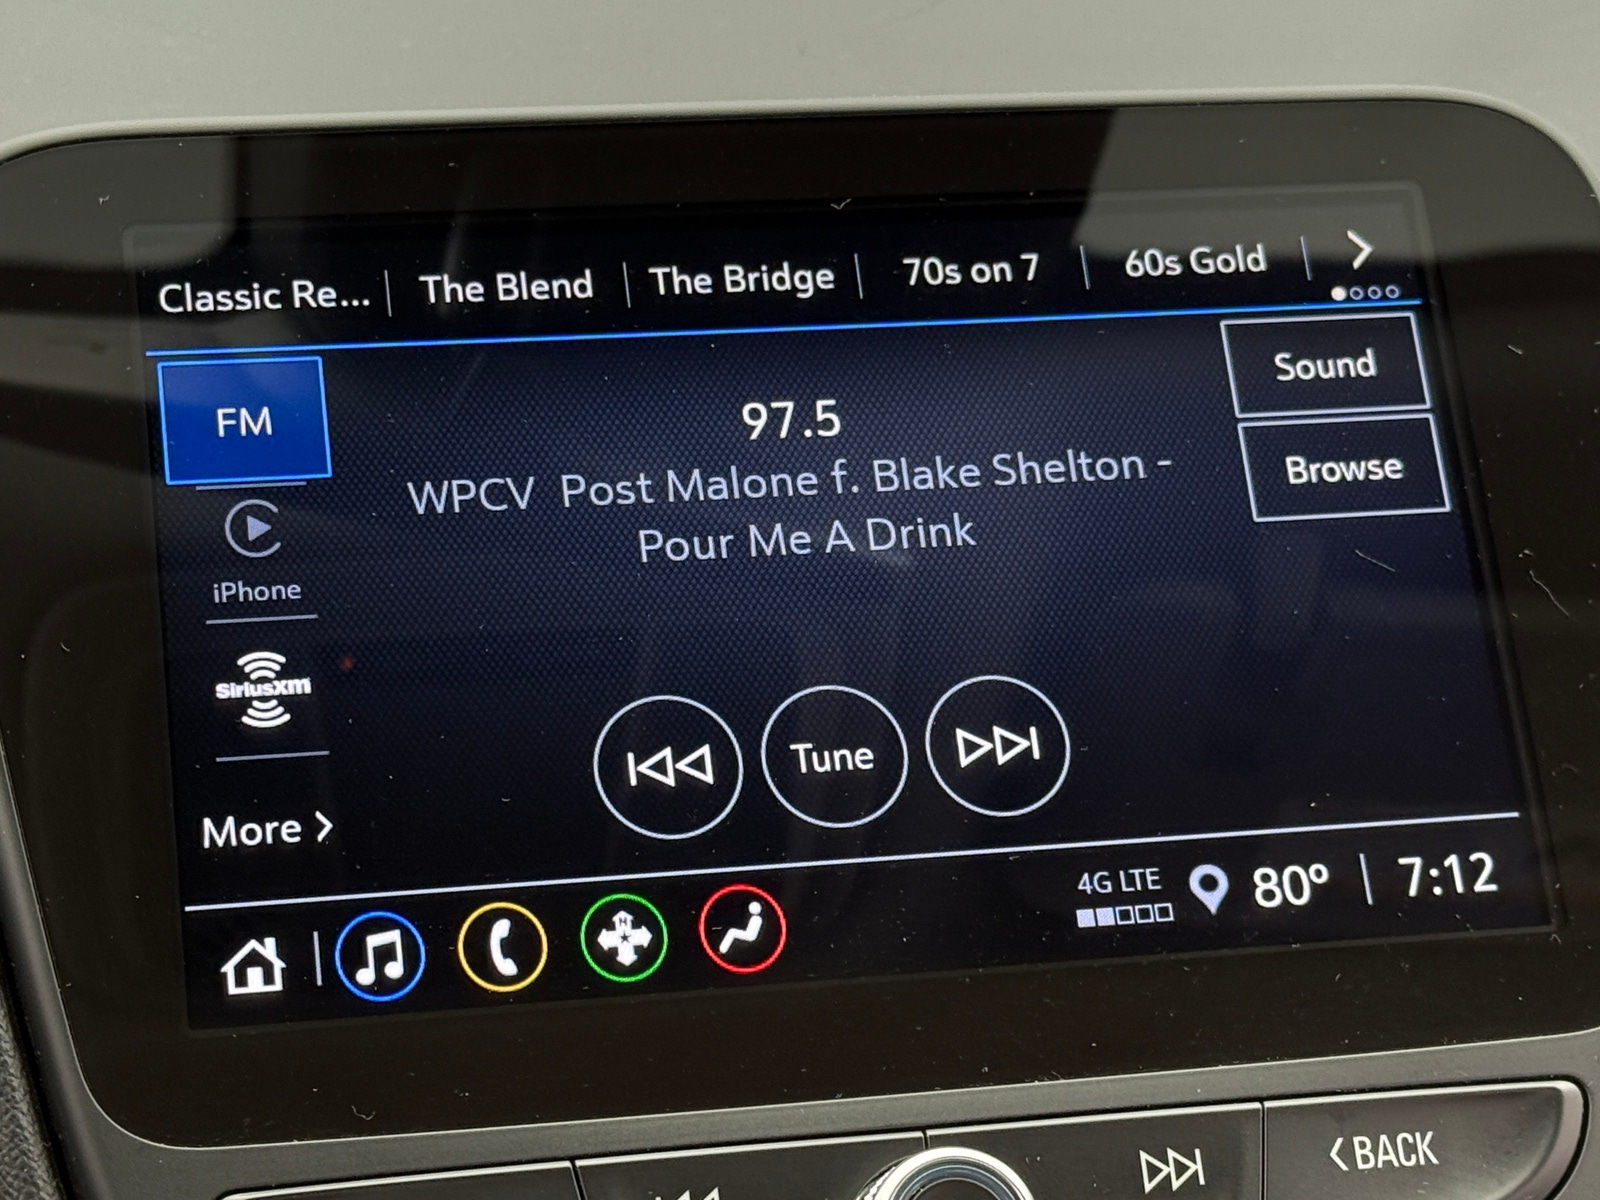 Classic Re... The Blend The Bridge 70s on 7 60s Gold
FM
97.5
Sound
WPCV Post Malone f. Blake Shelton -
Pour Me A Drink
Browse
iPhone
SiriusXM
Tune
More
4G LTE 80° 7:12
N
BACK